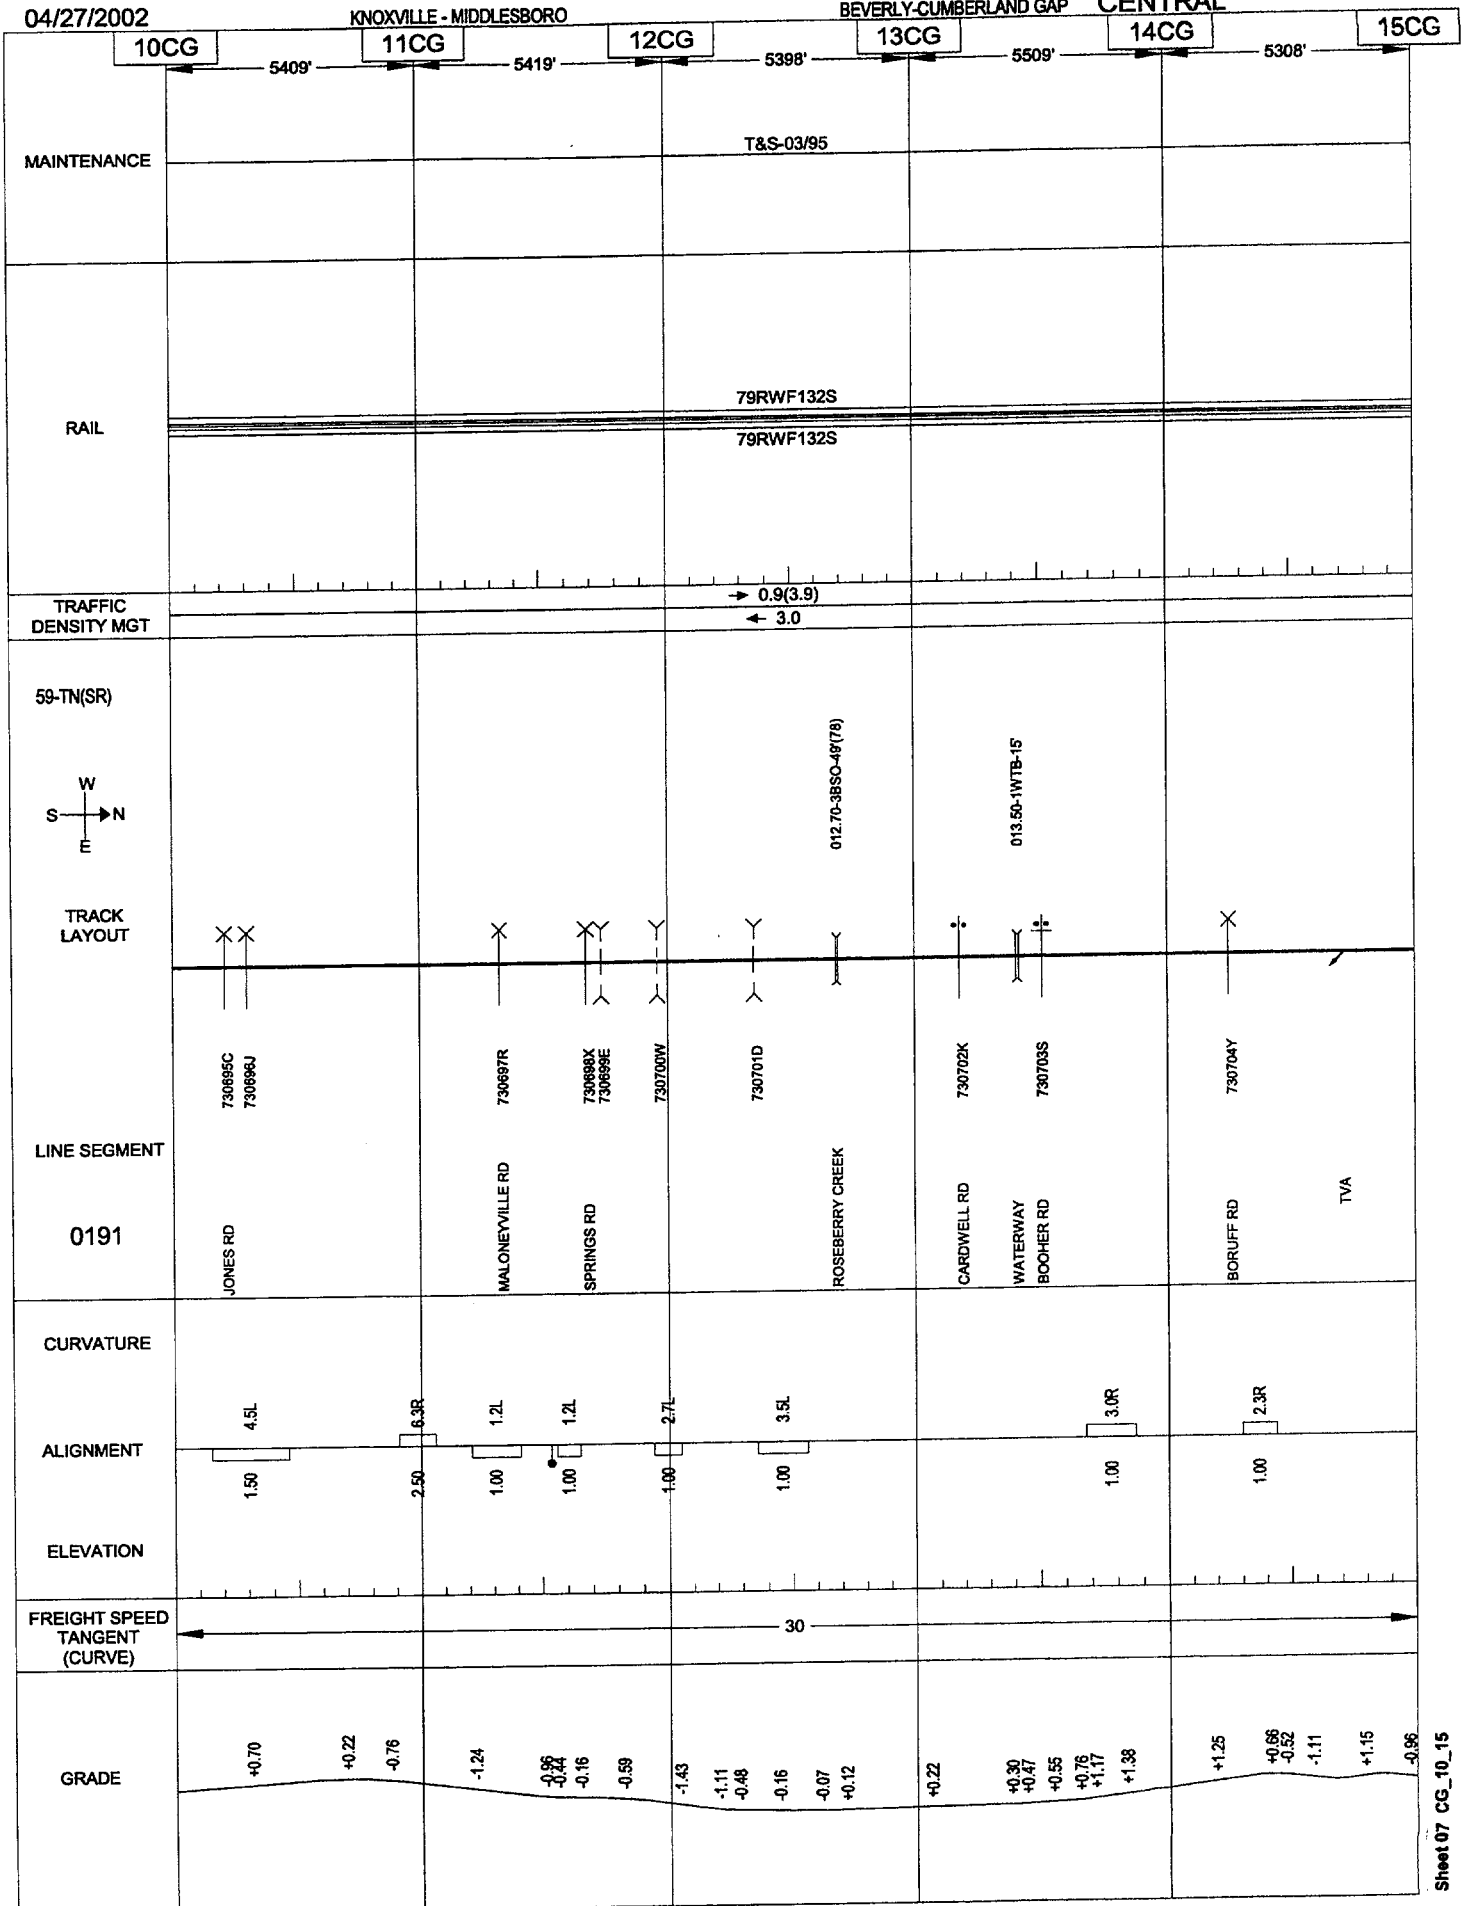 04/27/2002
KNOXVILLE - MIDDLESBORO
BEVERLY-CUMBERLAND GAP
CENTRAL
10CG
11CG
12CG
13CG
14CG
15CG
5409'
5419'
5398'
5509'
5308'
MAINTENANCE
T&S-03/95
RAIL
79RWF132S
79RWF132S
TRAFFIC
DENSITY MGT
→ 0.9(3.9)
← 3.0
59-TN(SR)
W
S
N
E
012.70-3BSO-49'(78)
013.50-1WTB-15'
TRACK
LAYOUT
730695C
730696J
730697R
730698X
730699E
730700W
730701D
730702K
730703S
730704Y
LINE SEGMENT
0191
JONES RD
MALONEYVILLE RD
SPRINGS RD
ROSEBERRY CREEK
CARDWELL RD
WATERWAY
BOOHER RD
BORUFF RD
TVA
CURVATURE
4.5L
6.3R
1.2L
1.2L
2.7L
3.5L
3.0R
2.3R
ALIGNMENT
1.50
2.50
1.00
1.00
1.00
1.00
1.00
1.00
ELEVATION
FREIGHT SPEED
TANGENT
(CURVE)
30
GRADE
+0.70
+0.22
-0.76
-1.24
-0.96
-0.44
-0.16
-0.59
-1.43
-1.11
-0.48
-0.16
-0.07
+0.12
+0.22
+0.30
+0.47
+0.55
+0.76
+1.17
+1.38
+1.25
+0.66
-0.52
-1.11
+1.15
-0.96
Sheet 07 CG_10_15